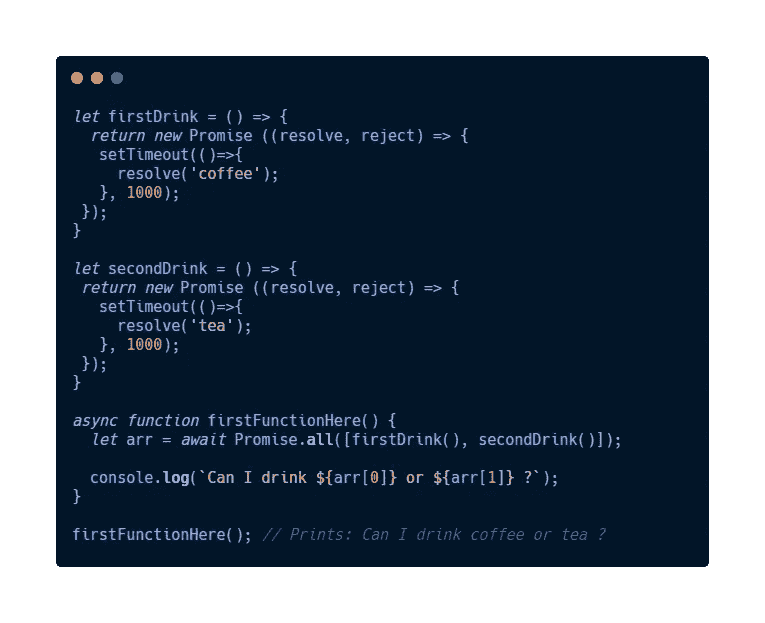 let firstDrink = () => {
  return new Promise ((resolve, reject) => {
   setTimeout(()=>{
     resolve('coffee');
   }, 1000);
 });
}

let secondDrink = () => {
 return new Promise ((resolve, reject) => {
   setTimeout(()=>{
     resolve('tea');
   }, 1000);
 });
}

async function firstFunctionHere() {
  let arr = await Promise.all([firstDrink(), secondDrink()]);

  console.log(`Can I drink ${arr[0]} or ${arr[1]} ?`);
}

firstFunctionHere(); // Prints: Can I drink coffee or tea ?